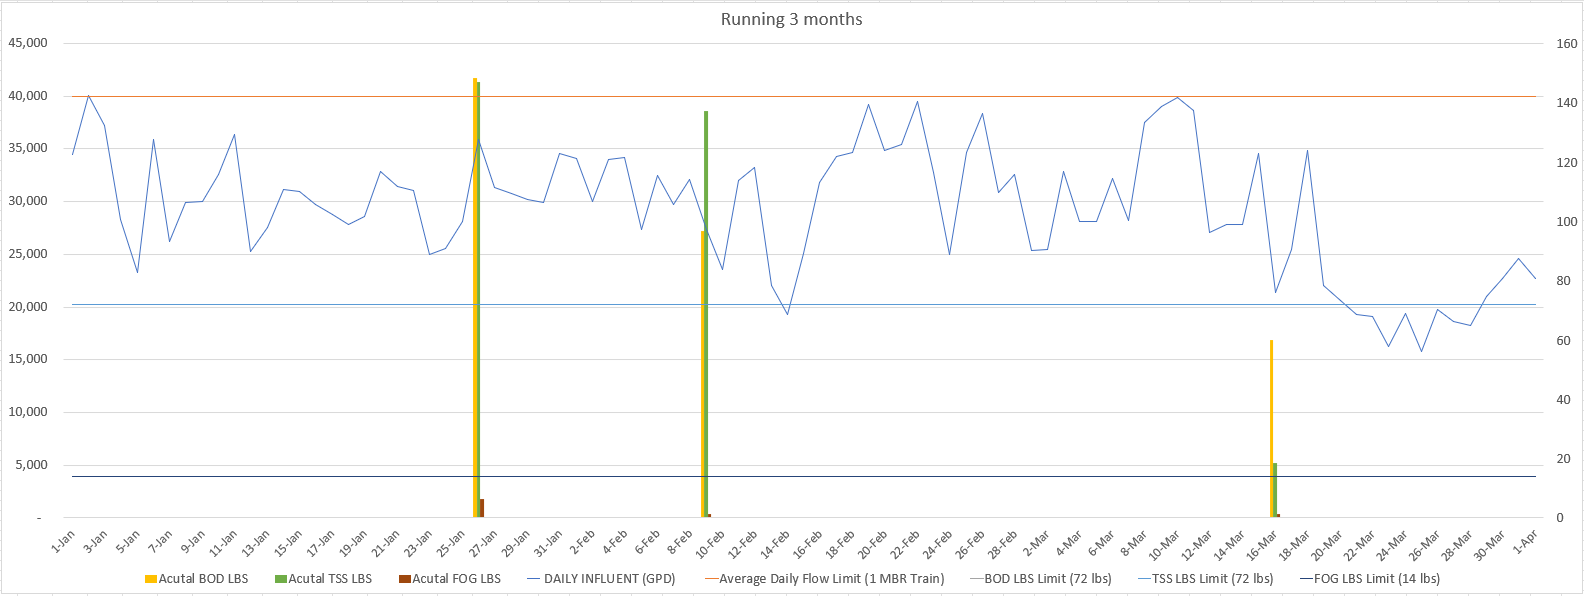 Running 3 months
45,000
40,000
35,000
30,000
25,000
20,000
15,000
10,000
5,000
-
160
140
120
100
80
60
40
20
0
1-Jan
3-Jan
5-Jan
7-Jan
9-Jan
11-Jan
13-Jan
15-Jan
17-Jan
19-Jan
21-Jan
23-Jan
25-Jan
27-Jan
29-Jan
31-Jan
2-Feb
4-Feb
6-Feb
8-Feb
10-Feb
12-Feb
14-Feb
16-Feb
18-Feb
20-Feb
22-Feb
24-Feb
26-Feb
28-Feb
2-Mar
4-Mar
6-Mar
8-Mar
10-Mar
12-Mar
14-Mar
16-Mar
18-Mar
20-Mar
22-Mar
24-Mar
26-Mar
28-Mar
30-Mar
1-Apr
Acutal BOD LBS Acutal TSS LBS Acutal FOG LBS DAILY INFLUENT (GPD) Average Daily Flow Limit (1 MBR Train) BOD LBS Limit (72 lbs) TSS LBS Limit (72 lbs) FOG LBS Limit (14 lbs)